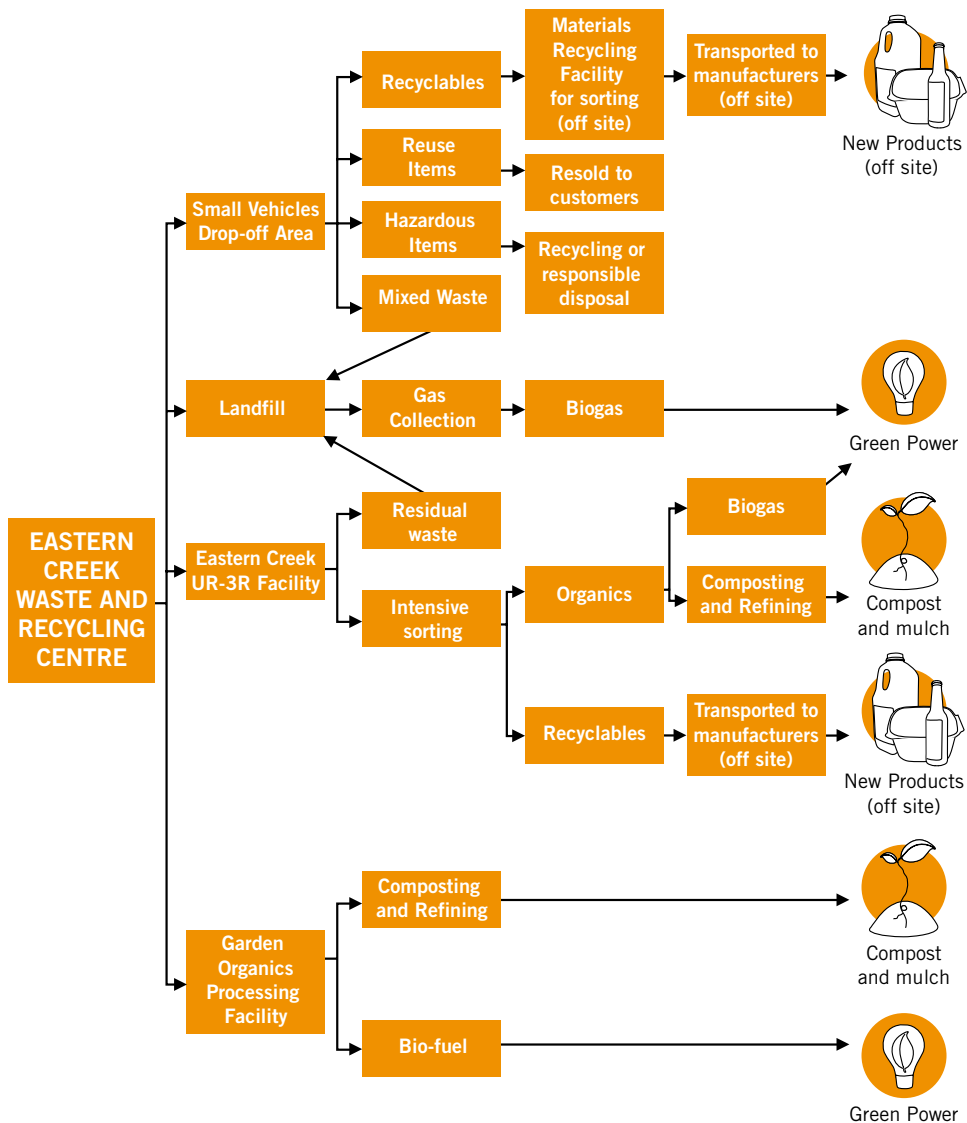 Recyclables
Materials
Recycling
Facility
for sorting
(off site)
Transported to
manufacturers
(off site)
New Products
(off site)
Reuse
Items
Resold to
customers
Small Vehicles
Drop-off Area
Hazardous
Items
Recycling or
responsible
disposal
Mixed Waste
Landfill
Gas
Collection
Biogas
Green Power
EASTERN
CREEK
WASTE AND
RECYCLING
CENTRE
Eastern Creek
UR-3R Facility
Residual
waste
Intensive
sorting
Organics
Biogas
Composting
and Refining
Compost
and mulch
Recyclables
Transported to
manufacturers
(off site)
New Products
(off site)
Garden
Organics
Processing
Facility
Composting
and Refining
Compost
and mulch
Bio-fuel
Green Power